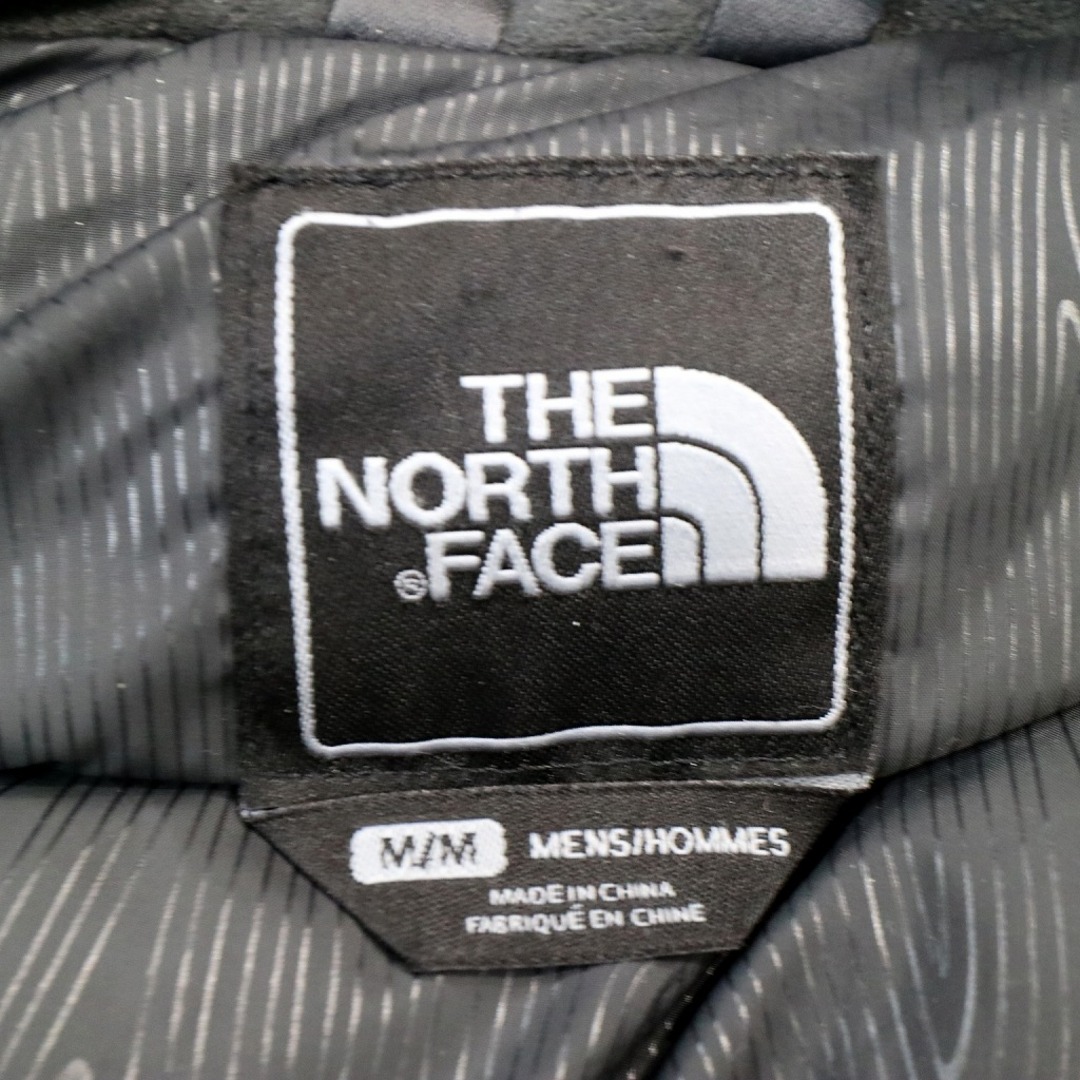 THE
NORTH
®FACE
M/M MENS/HOMMES
MADE IN CHINA
FABRIQUÉ EN CHINE